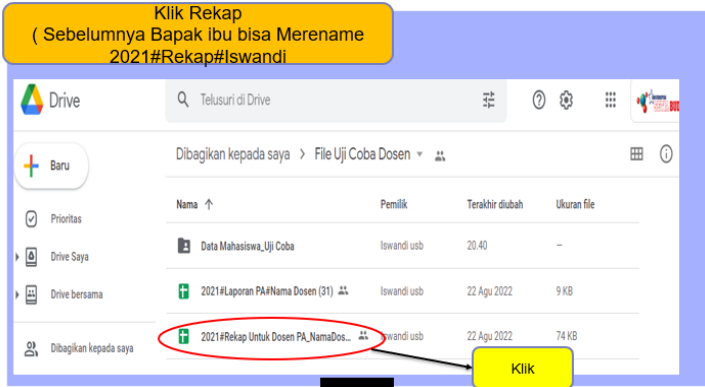 Klik Rekap
( Sebelumnya Bapak ibu bisa Merename
2021#Rekap#Iswandi
Drive
Telusuri di Drive
Baru
Dibagikan kepada saya > File Uji Coba Dosen
Nama ↑ Pemilik Terakhir diubah Ukuran file
Prioritas
Data Mahasiswa_Uji Coba Iswandi usb 20.40 –
Drive Saya
2021#Laporan PA#Nama Dosen (31) Iswandi usb 22 Agu 2022 9 KB
Drive bersama
2021#Rekap Untuk Dosen PA_NamaDos... Iswandi usb 22 Agu 2022 74 KB
Dibagikan kepada saya
Klik